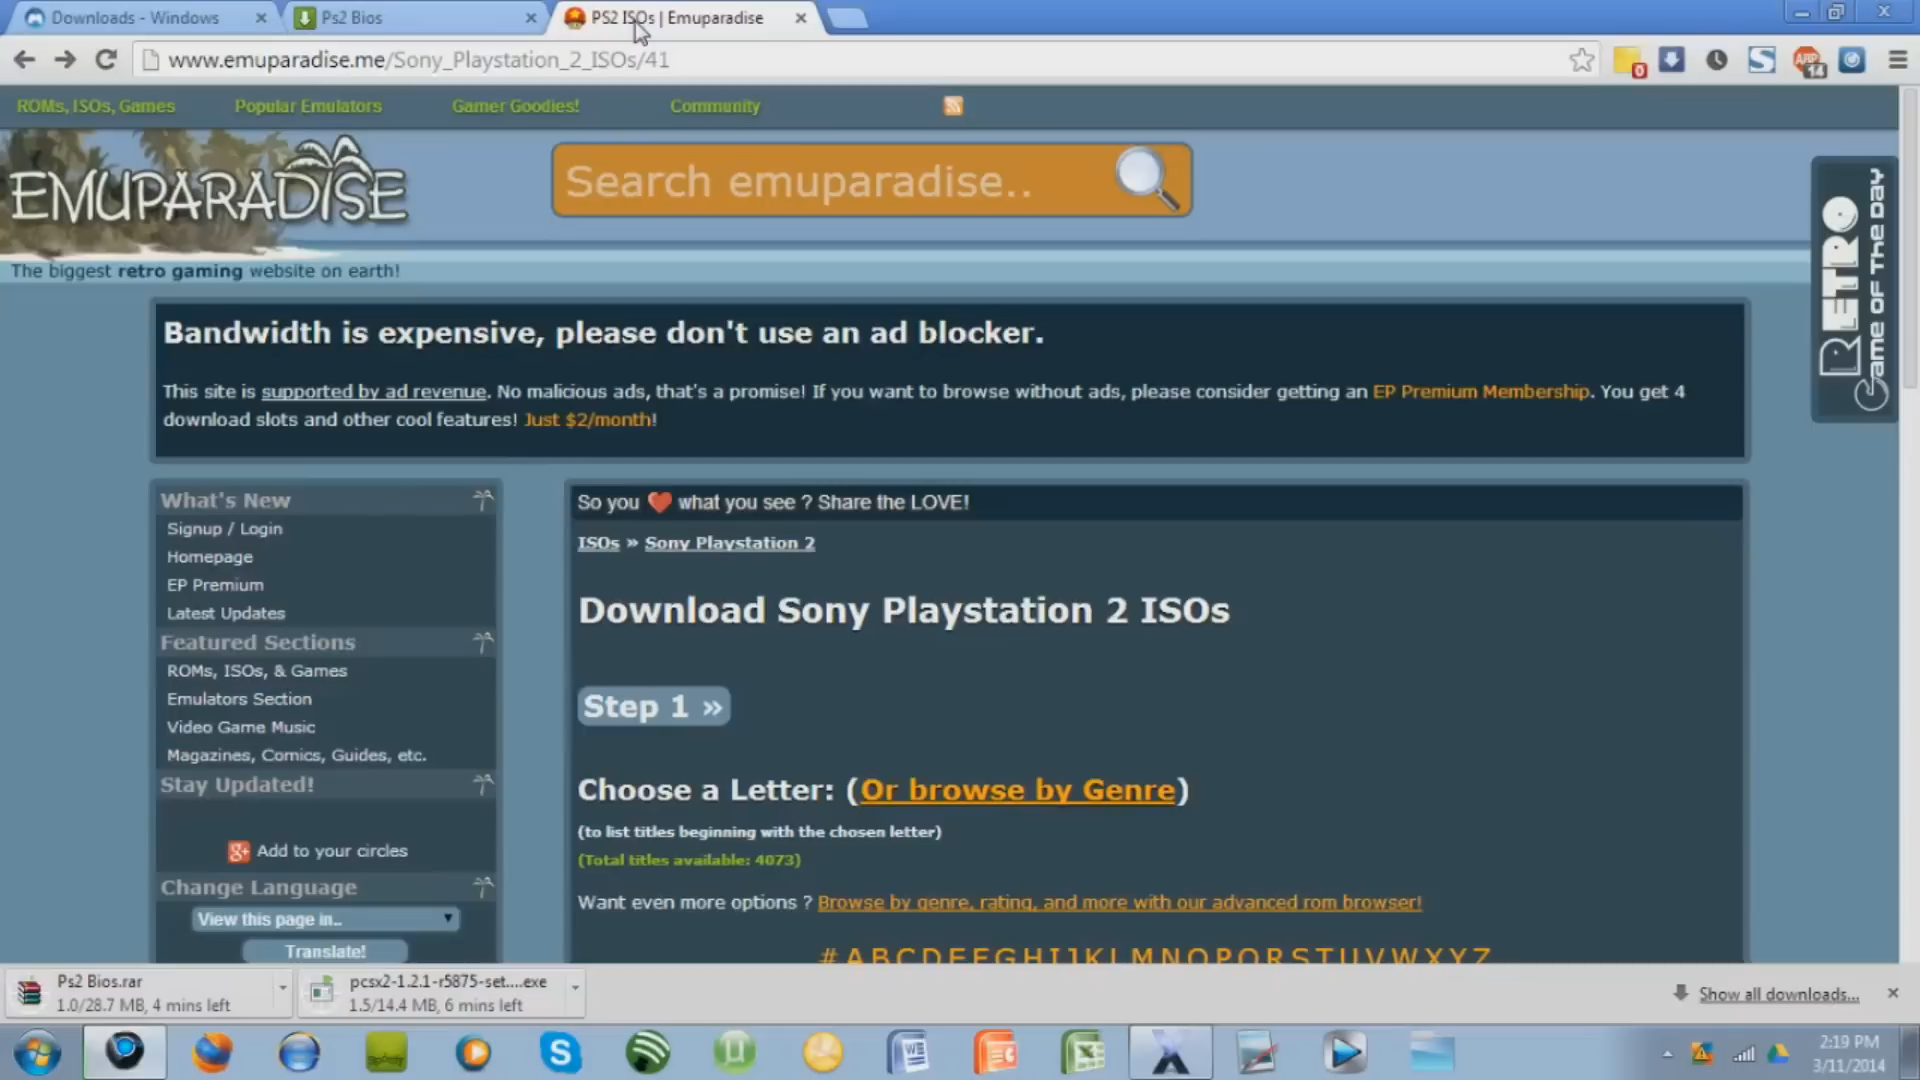 Downloads - Windows
Ps2 Bios
PS2 ISOs | Emuparadise
www.emuparadise.me/Sony_Playstation_2_ISOs/41
0
ABP
14
ROMs, ISOs, Games
Popular Emulators
Gamer Goodies!
Community
EMUPARADISE
Search emuparadise..
The biggest retro gaming website on earth!
RETRO
Game OF THE DAY
Bandwidth is expensive, please don't use an ad blocker.
This site is supported by ad revenue. No malicious ads, that's a promise! If you want to browse without ads, please consider getting an EP Premium Membership. You get 4
download slots and other cool features! Just $2/month!
What's New
Signup / Login
Homepage
EP Premium
Latest Updates
Featured Sections
ROMs, ISOs, & Games
Emulators Section
Video Game Music
Magazines, Comics, Guides, etc.
Stay Updated!
Add to your circles
Change Language
View this page in..
Translate!
So you what you see ? Share the LOVE!
ISOs » Sony Playstation 2
Download Sony Playstation 2 ISOs
Step 1 »
Choose a Letter: (Or browse by Genre)
(to list titles beginning with the chosen letter)
(Total titles available: 4073)
Want even more options ? Browse by genre, rating, and more with our advanced rom browser!
# A B C D E F G H I J K L M N O P Q R S T U V W X Y Z
Ps2 Bios.rar
1.0/28.7 MB, 4 mins left
pcsx2-1.2.1-r5875-set....exe
1.5/14.4 MB, 6 mins left
Show all downloads...
2:19 PM
3/11/2014